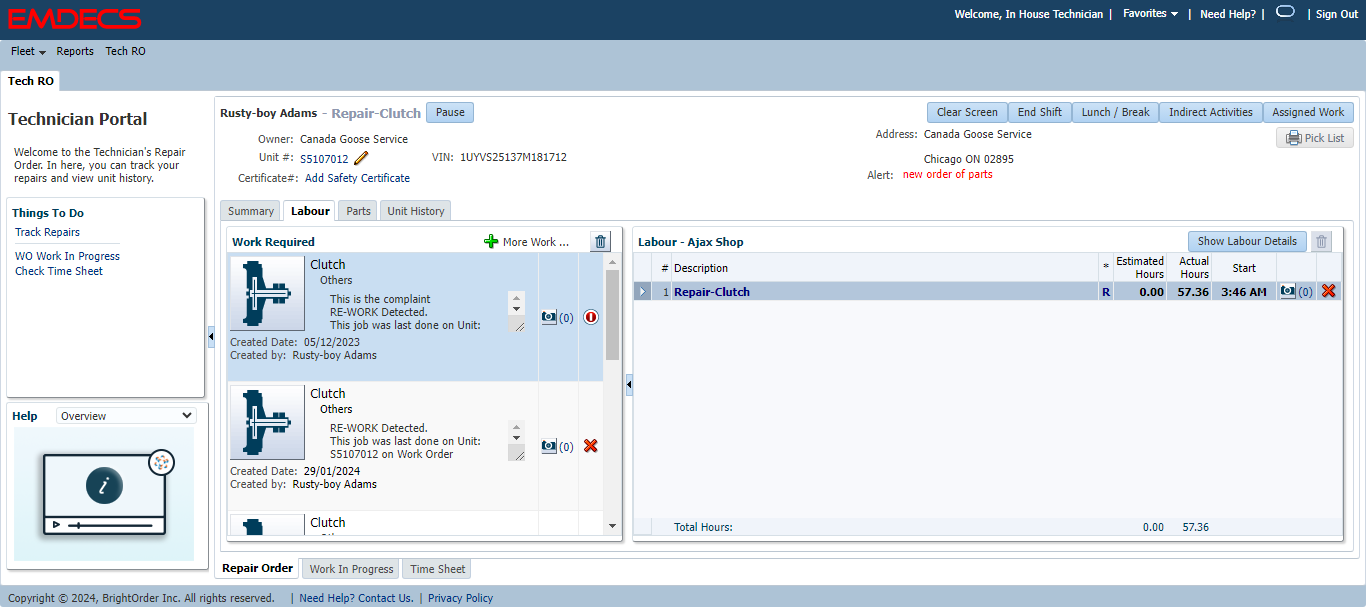 EMDECS
Welcome, In House Technician | Favorites | Need Help? | | Sign Out
Fleet Reports Tech RO
Tech RO
Technician Portal
Welcome to the Technician's Repair
Order. In here, you can track your
repairs and view unit history.
Things To Do
Track Repairs
WO Work In Progress
Check Time Sheet
Help Overview
i
Rusty-boy Adams - Repair-Clutch Pause
Clear Screen End Shift Lunch / Break Indirect Activities Assigned Work
Owner: Canada Goose Service
Unit #: S5107012 VIN: 1UYVS25137M181712
Certificate#: Add Safety Certificate
Address: Canada Goose Service
Pick List
Chicago ON 02895
Alert: new order of parts
Summary Labour Parts Unit History
Work Required More Work ...
Clutch
Others
This is the complaint
RE-WORK Detected.
This job was last done on Unit:
(0)
Created Date: 05/12/2023
Created by: Rusty-boy Adams
Clutch
Others
RE-WORK Detected.
This job was last done on Unit:
S5107012 on Work Order
(0)
Created Date: 29/01/2024
Created by: Rusty-boy Adams
Clutch
Labour - Ajax Shop Show Labour Details
# Description * Estimated Hours Actual Hours Start
1 Repair-Clutch R 0.00 57.36 3:46 AM (0)
Total Hours: 0.00 57.36
Repair Order Work In Progress Time Sheet
Copyright © 2024, BrightOrder Inc. All rights reserved. | Need Help? Contact Us. | Privacy Policy